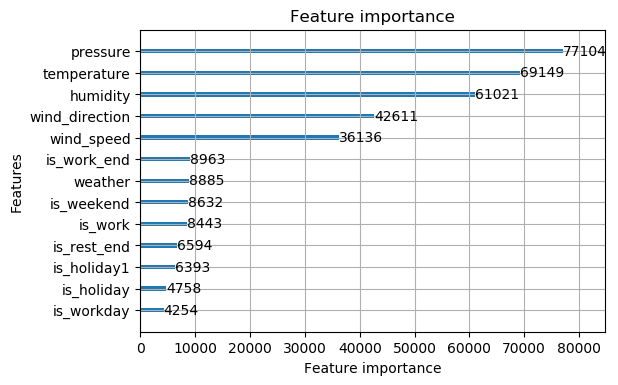 Feature importance
pressure 77104
temperature 69149
humidity 61021
wind_direction 42611
wind_speed 36136
is_work_end 8963
weather 8885
is_weekend 8632
is_work 8443
is_rest_end 6594
is_holiday1 6393
is_holiday 4758
is_workday 4254
Features
0 10000 20000 30000 40000 50000 60000 70000 80000
Feature importance